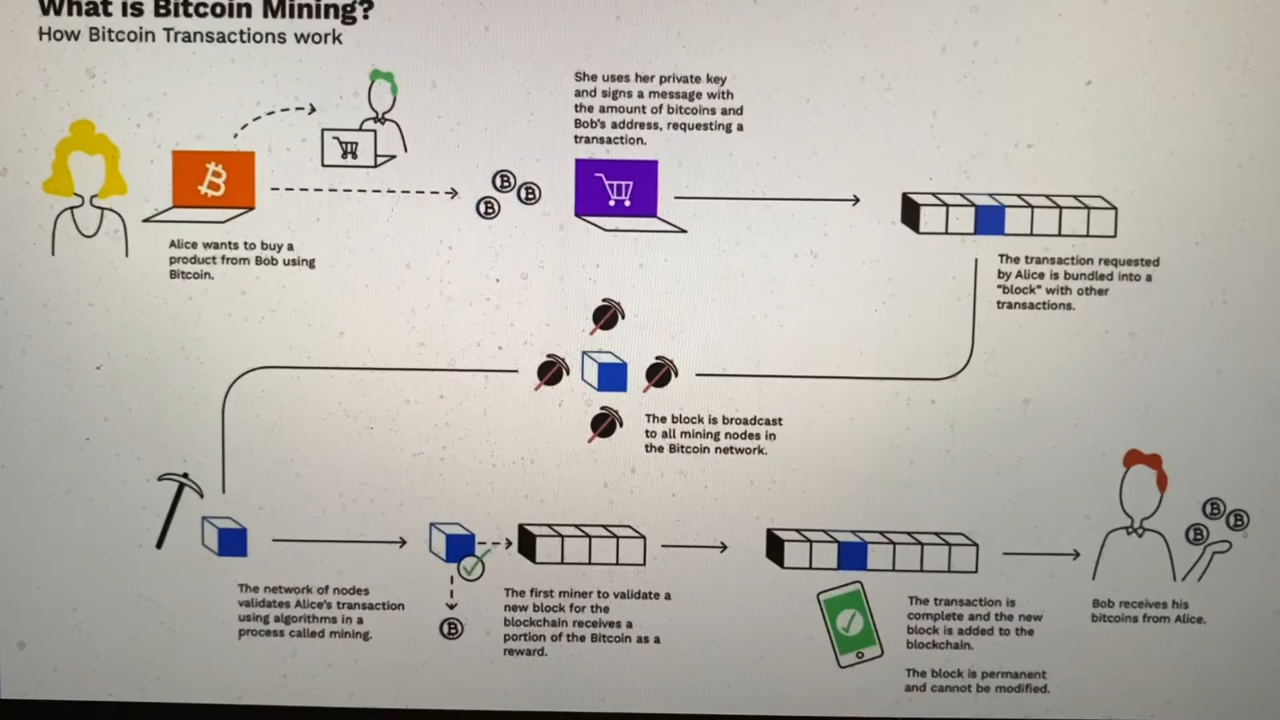 What is Bitcoin Mining?
How Bitcoin Transactions work
She uses her private key
and signs a message with
the amount of bitcoins and
Bob's address, requesting a
transaction.
Alice wants to buy a
product from Bob using
Bitcoin.
The transaction requested
by Alice is bundled into a
"block" with other
transactions.
The block is broadcast
to all mining nodes in
the Bitcoin network.
The network of nodes
validates Alice's transaction
using algorithms in a
process called mining.
The first miner to validate a
new block for the
blockchain receives a
portion of the Bitcoin as a
reward.
The transaction is
complete and the new
block is added to the
blockchain.
The block is permanent
and cannot be modified.
Bob receives his
bitcoins from Alice.